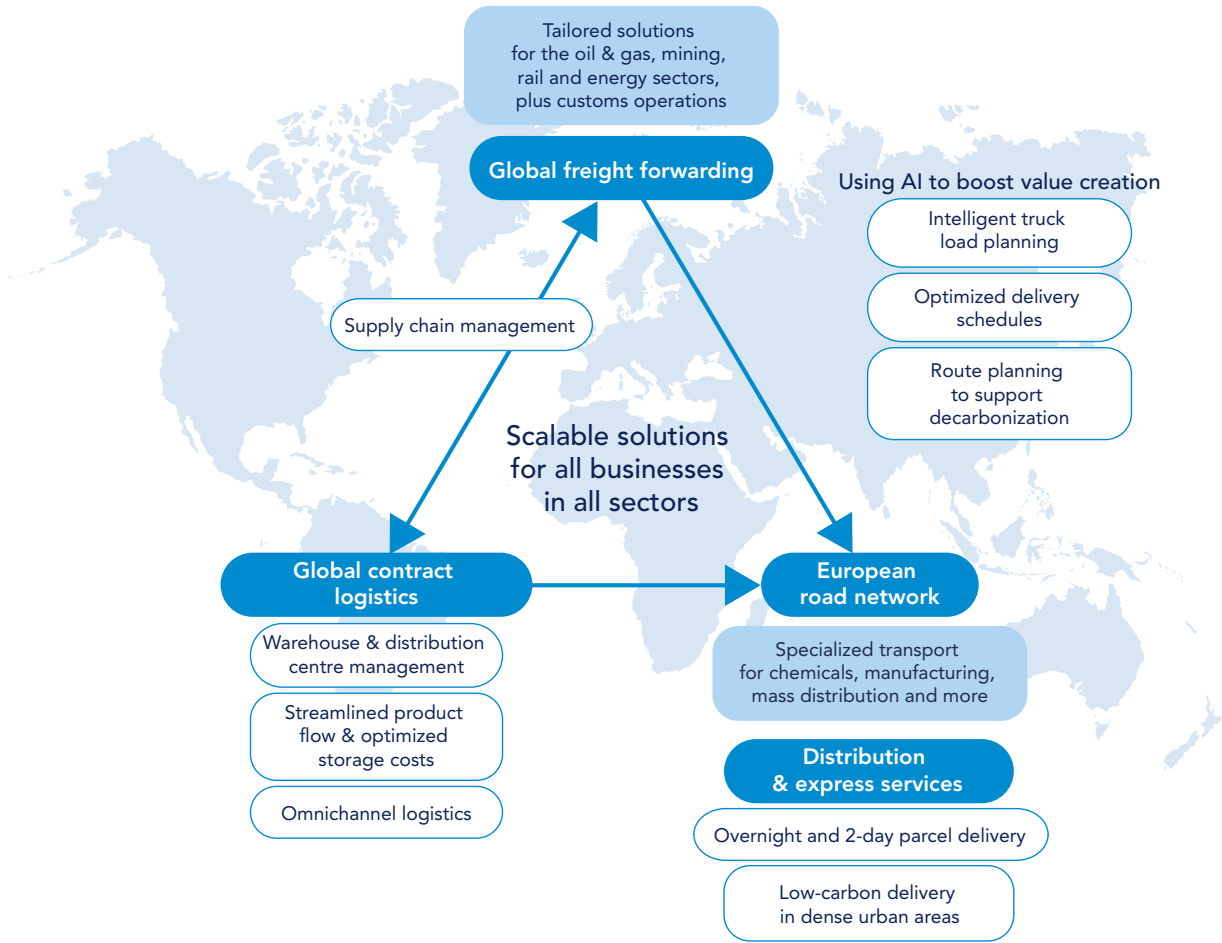 Tailored solutions
for the oil & gas, mining,
rail and energy sectors,
plus customs operations
Global freight forwarding
Using AI to boost value creation
Intelligent truck
load planning
Optimized delivery
schedules
Route planning
to support
decarbonization
Supply chain management
Scalable solutions
for all businesses
in all sectors
Global contract
logistics
Warehouse & distribution
centre management
Streamlined product
flow & optimized
storage costs
Omnichannel logistics
European
road network
Specialized transport
for chemicals, manufacturing,
mass distribution and more
Distribution
& express services
Overnight and 2-day parcel delivery
Low-carbon delivery
in dense urban areas